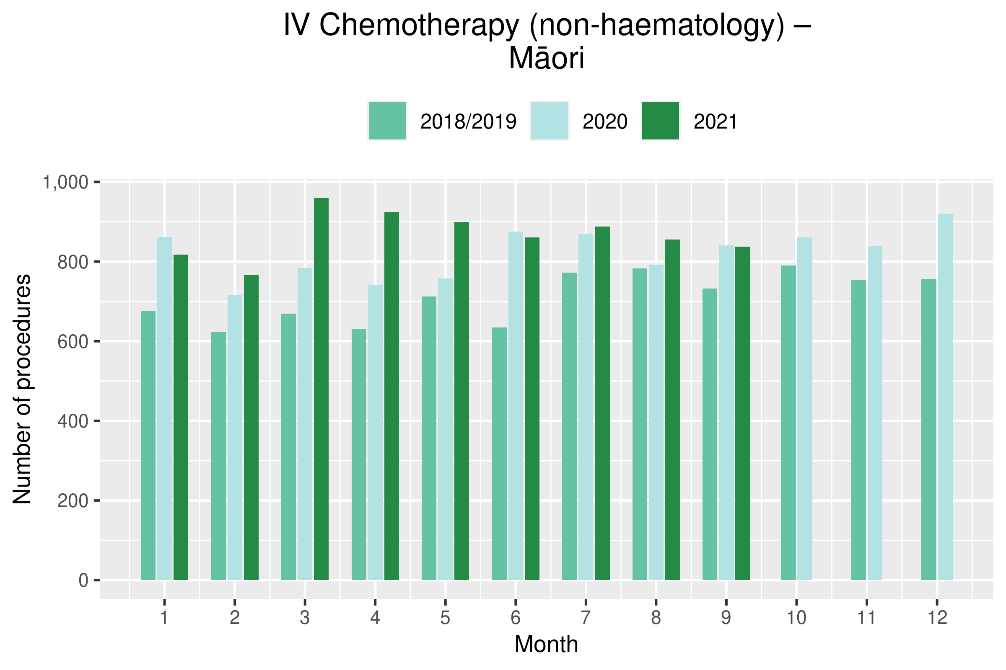 IV Chemotherapy (non-haematology) –
Māori
2018/2019 2020 2021
Number of procedures
1,000
800
600
400
200
0
1 2 3 4 5 6 7 8 9 10 11 12
Month